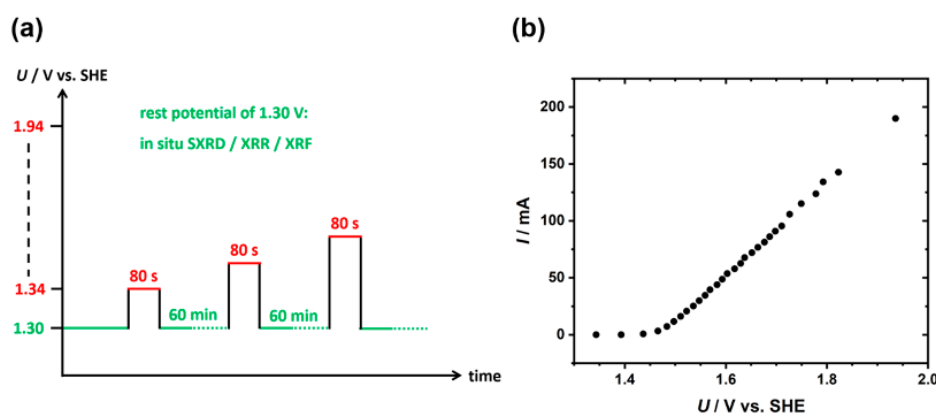 (a)
U / V vs. SHE
rest potential of 1.30 V:
in situ SXRD / XRR / XRF
1.94
80 s
80 s
80 s
1.34
60 min
60 min
1.30
time
(b)
200
150
100
50
0
I / mA
1.4
1.6
1.8
2.0
U / V vs. SHE